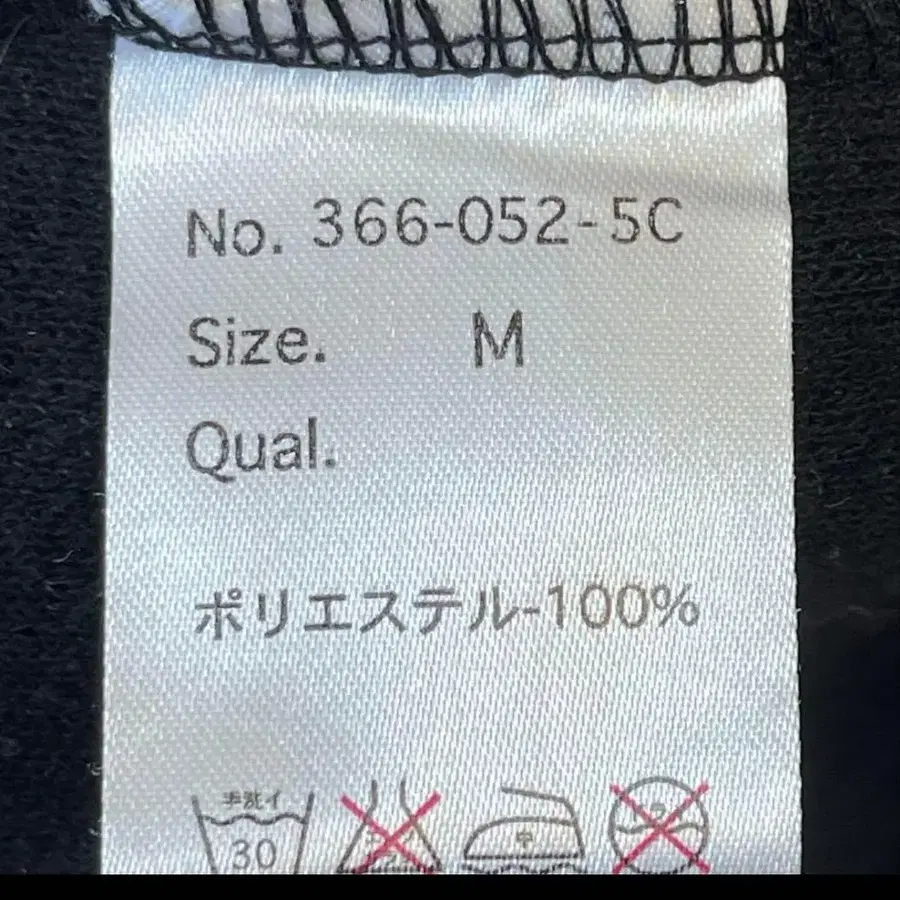 No. 366-052-5C
Size. M
Qual.
ポリエステル-100%
手洗イ
30
中